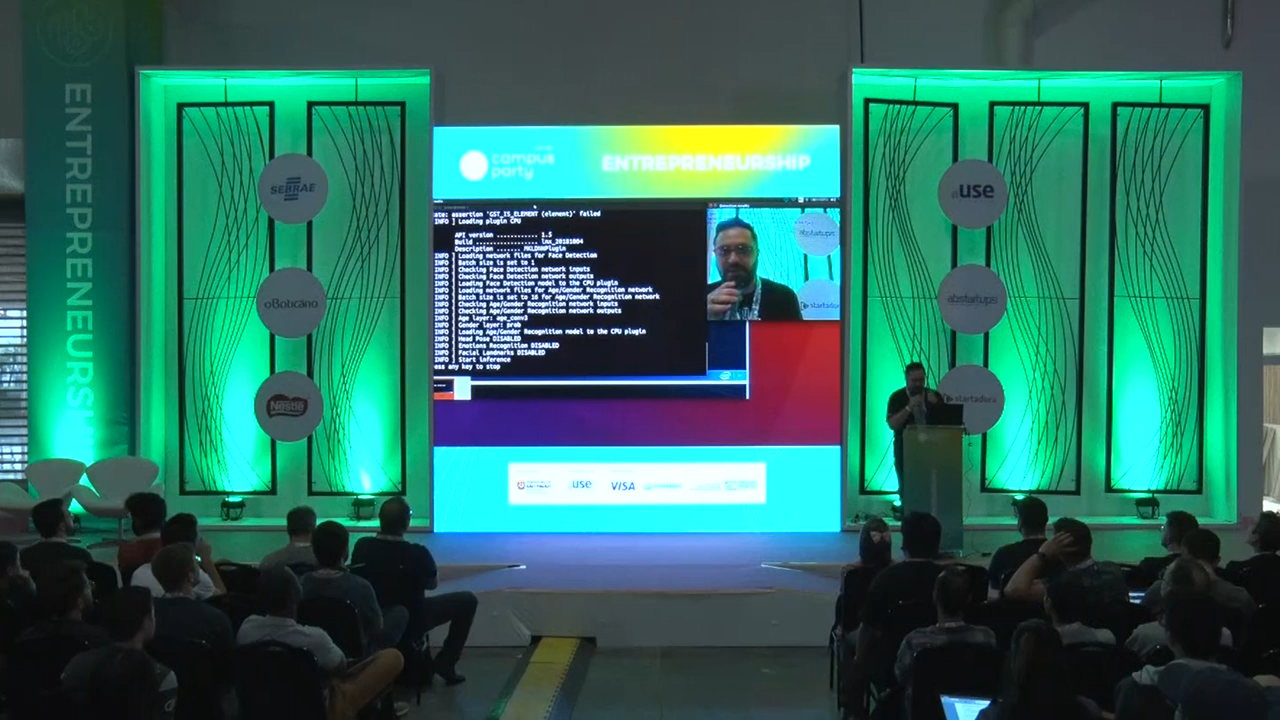 ENTREPRENEURSHIP
SEBRAE
oBoticário
Nestlé
campus
party
ENTREPRENEURSHIP
ate: assertion 'GST_IS_ELEMENT (element)' failed
INFO ] Loading plugin CPU
API version ............ 1.5
Build .................. lnx_20181004
Description ....... MKLDNNPlugin
INFO ] Loading network files for Face Detection
INFO ] Batch size is set to 1
INFO ] Checking Face Detection network inputs
INFO ] Checking Face Detection network outputs
INFO ] Loading Face Detection model to the CPU plugin
INFO ] Loading network files for Age/Gender Recognition network
INFO ] Batch size is set to 16 for Age/Gender Recognition network
INFO ] Checking Age/Gender Recognition network inputs
INFO ] Checking Age/Gender Recognition network outputs
INFO ] Age layer: age_conv3
INFO ] Gender layer: prob
INFO ] Loading Age/Gender Recognition model to the CPU plugin
INFO ] Head Pose DISABLED
INFO ] Emotions Recognition DISABLED
INFO ] Facial Landmarks DISABLED
INFO ] Start inference
ess any key to stop
abstartups
startadora
use
VISA
use
abstartups
startadora